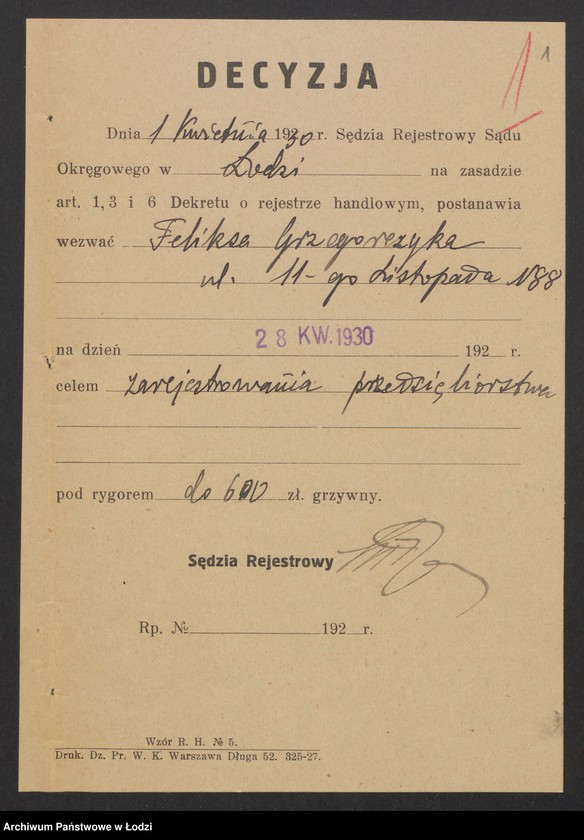 1 1
DECYZJA
Dnia 1 Kwietnia 1930 r. Sędzia Rejestrowy Sądu
Okręgowego w Łodzi na zasadzie
art. 1, 3 i 6 Dekretu o rejestrze handlowym, postanawia
wezwać Feliksa Grzegorczyka
ul. 11-go Listopada N88
na dzień 28 KW. 1930 192 r.
celem zarejestrowania przedsiębiorstwa
pod rygorem do 600 zł. grzywny.
Sędzia Rejestrowy
Rp. № 192 r.
Wzór R. H. № 5.
Druk. Dz. Pr. W. K. Warszawa Długa 52. 325-27.
Archiwum Państwowe w Łodzi